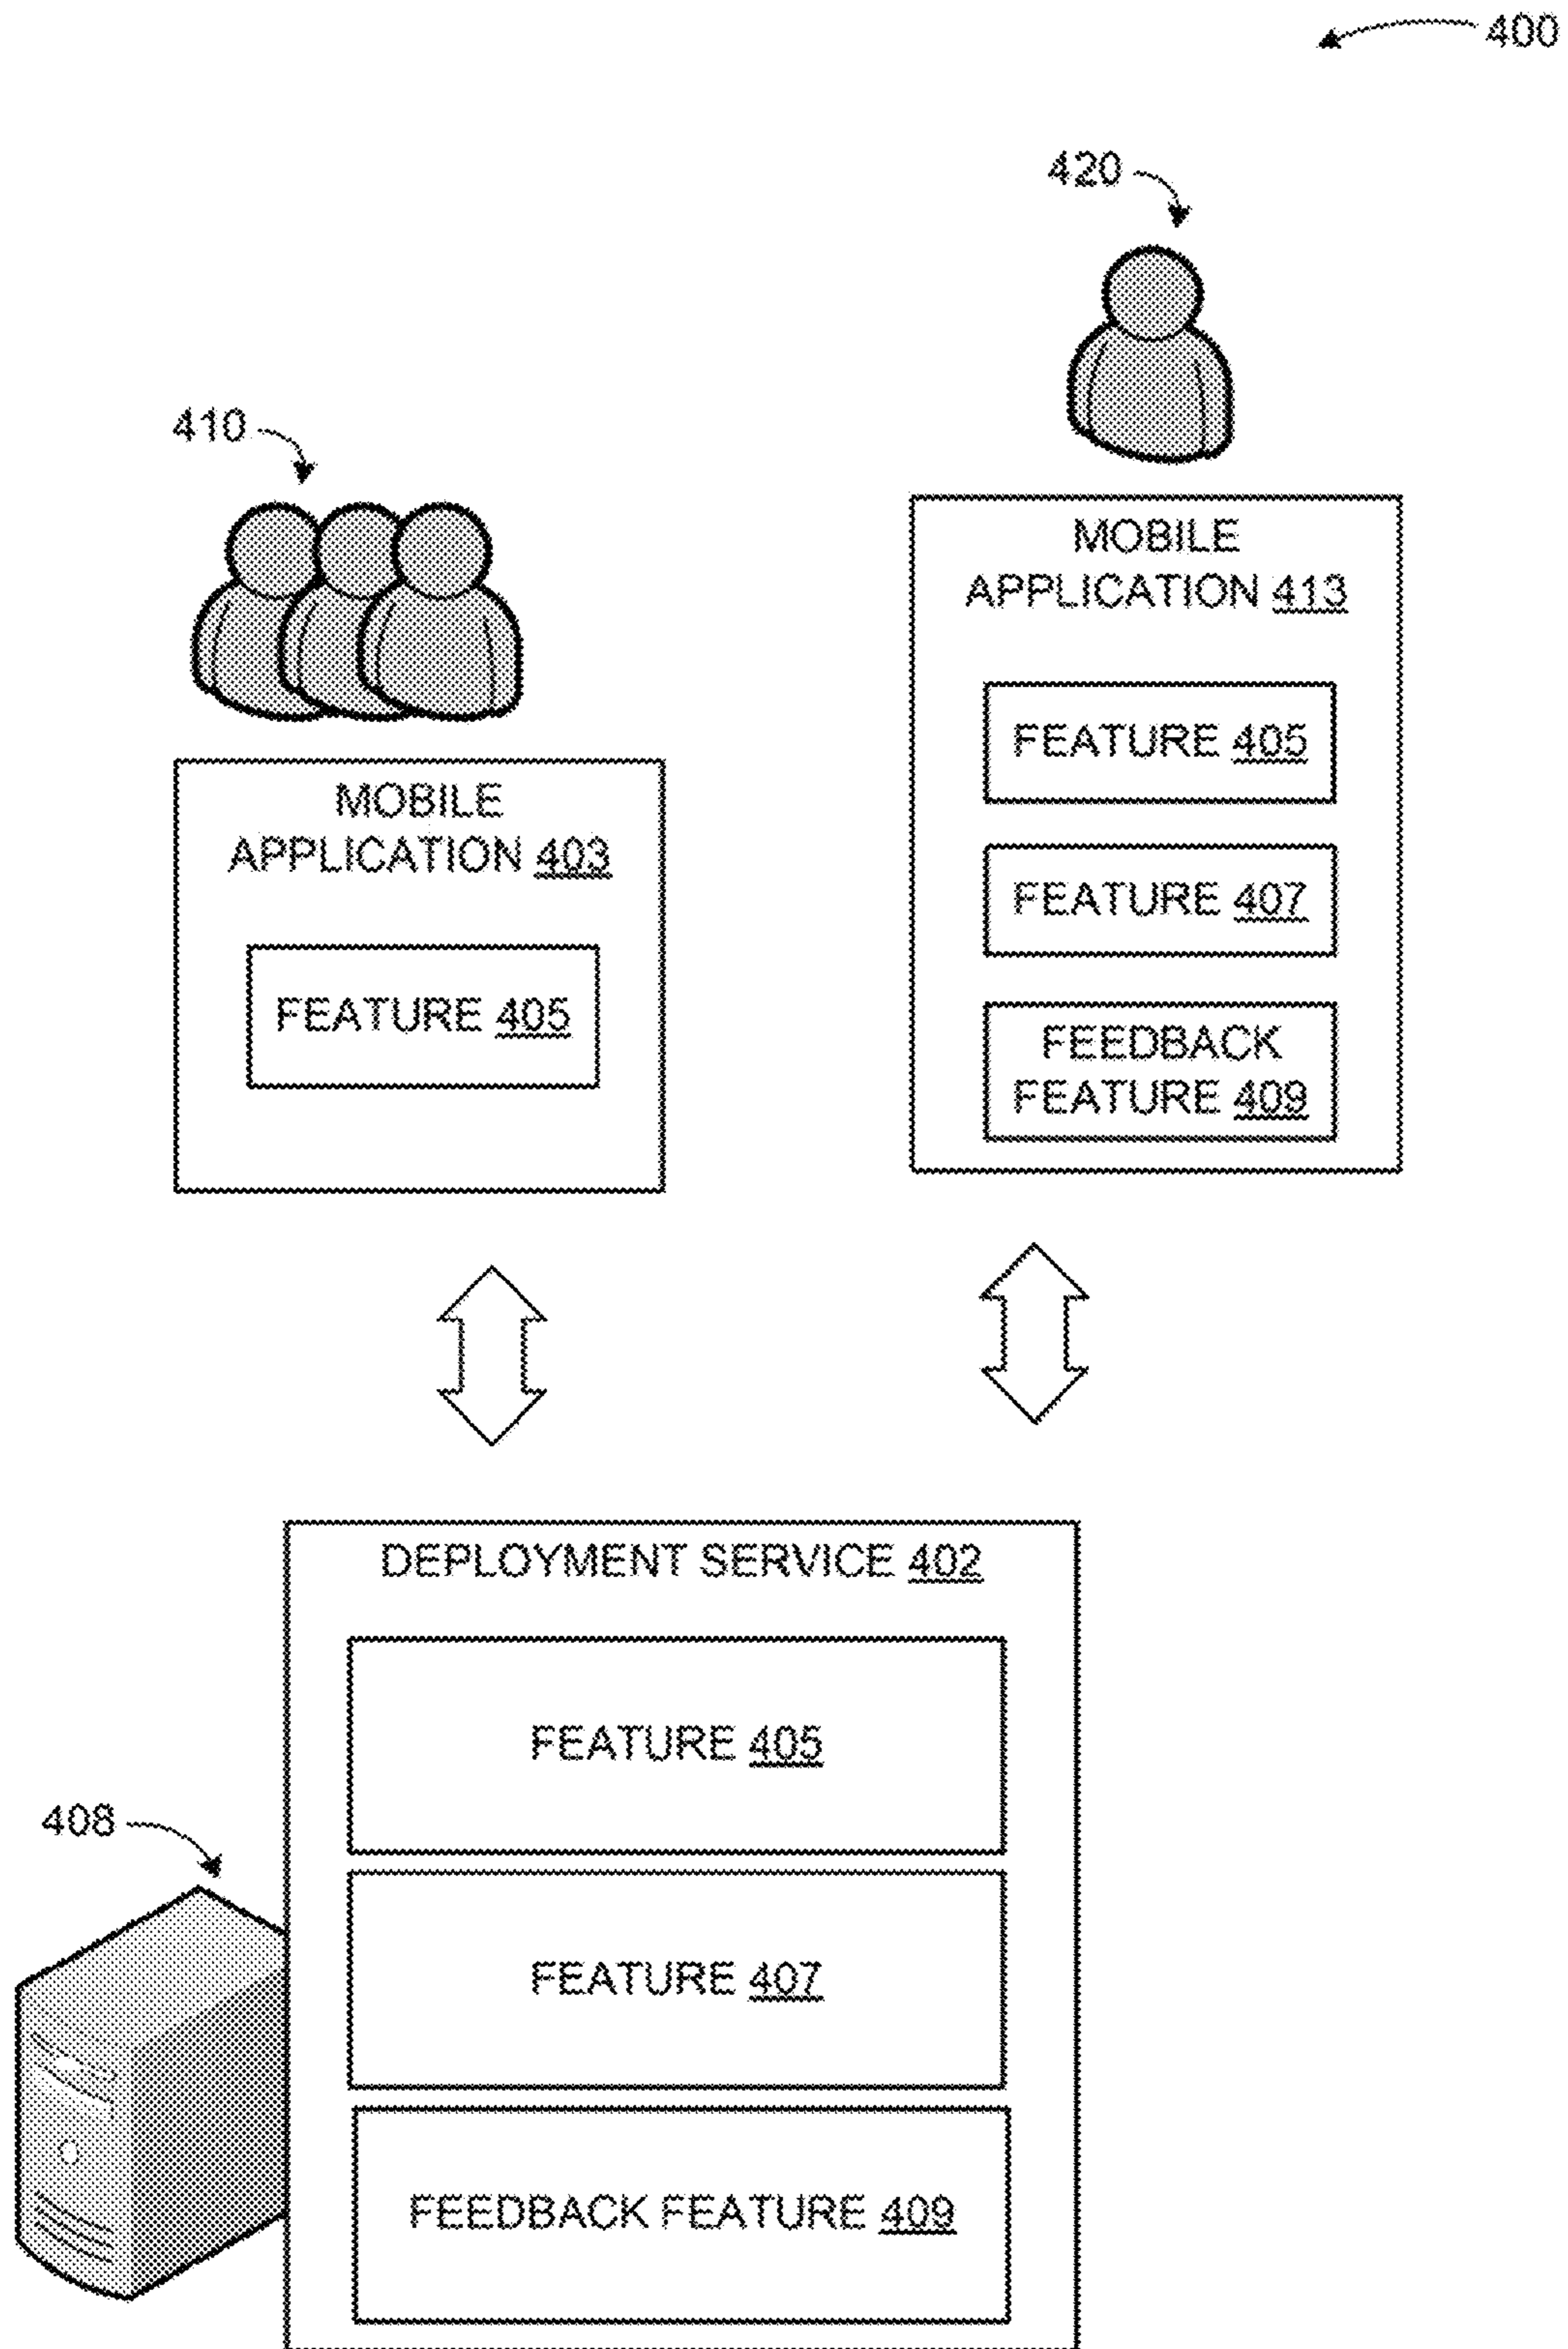 400
420
410
MOBILE
APPLICATION 413
FEATURE 405
FEATURE 407
FEEDBACK
FEATURE 409
MOBILE
APPLICATION 403
FEATURE 405
DEPLOYMENT SERVICE 402
FEATURE 405
408
FEATURE 407
FEEDBACK FEATURE 409